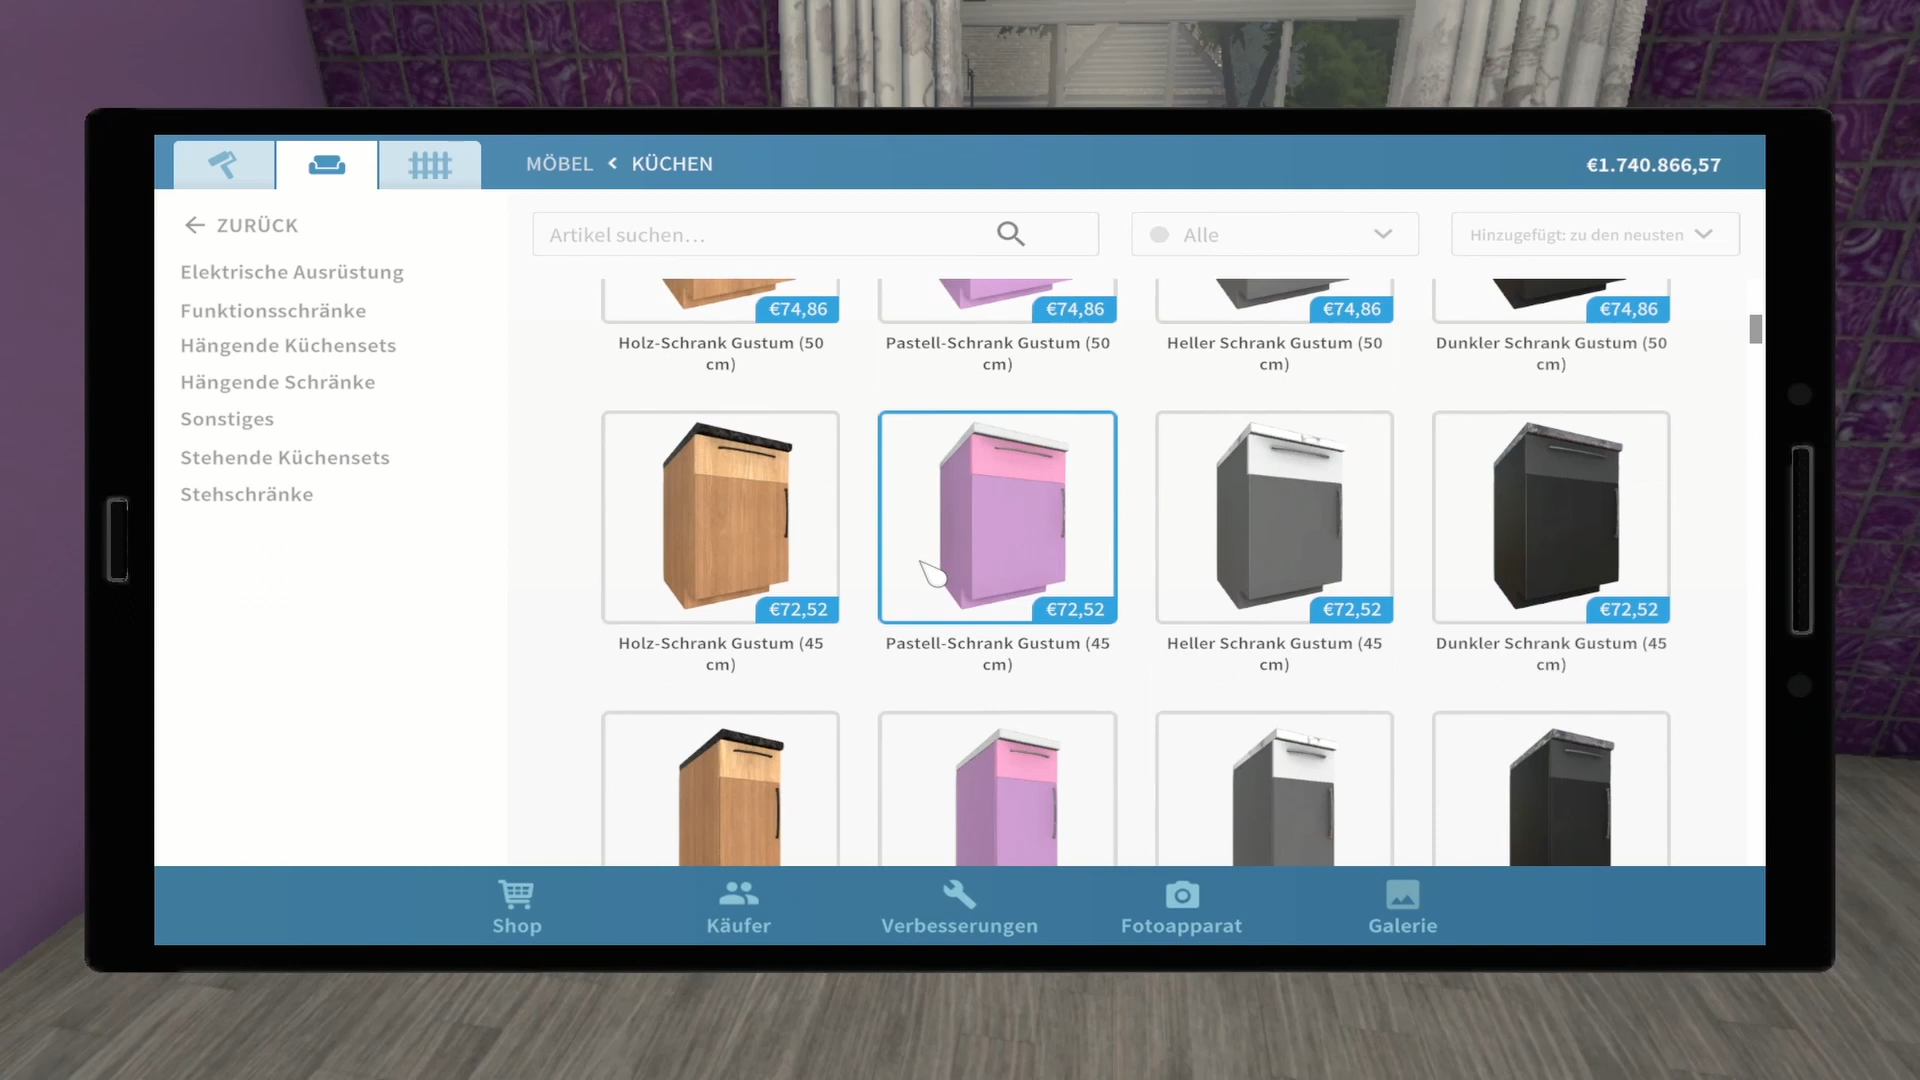 MÖBEL < KÜCHEN
€1.740.866,57
ZURÜCK
Artikel suchen...
Alle
Hinzugefügt: zu den neusten
Elektrische Ausrüstung
Funktionsschränke
Hängende Küchensets
Hängende Schränke
Sonstiges
Stehende Küchensets
Stehschränke
€74,86
€74,86
€74,86
€74,86
Holz-Schrank Gustum (50
cm)
Pastell-Schrank Gustum (50
cm)
Heller Schrank Gustum (50
cm)
Dunkler Schrank Gustum (50
cm)
€72,52
€72,52
€72,52
€72,52
Holz-Schrank Gustum (45
cm)
Pastell-Schrank Gustum (45
cm)
Heller Schrank Gustum (45
cm)
Dunkler Schrank Gustum (45
cm)
Shop
Käufer
Verbesserungen
Fotoapparat
Galerie